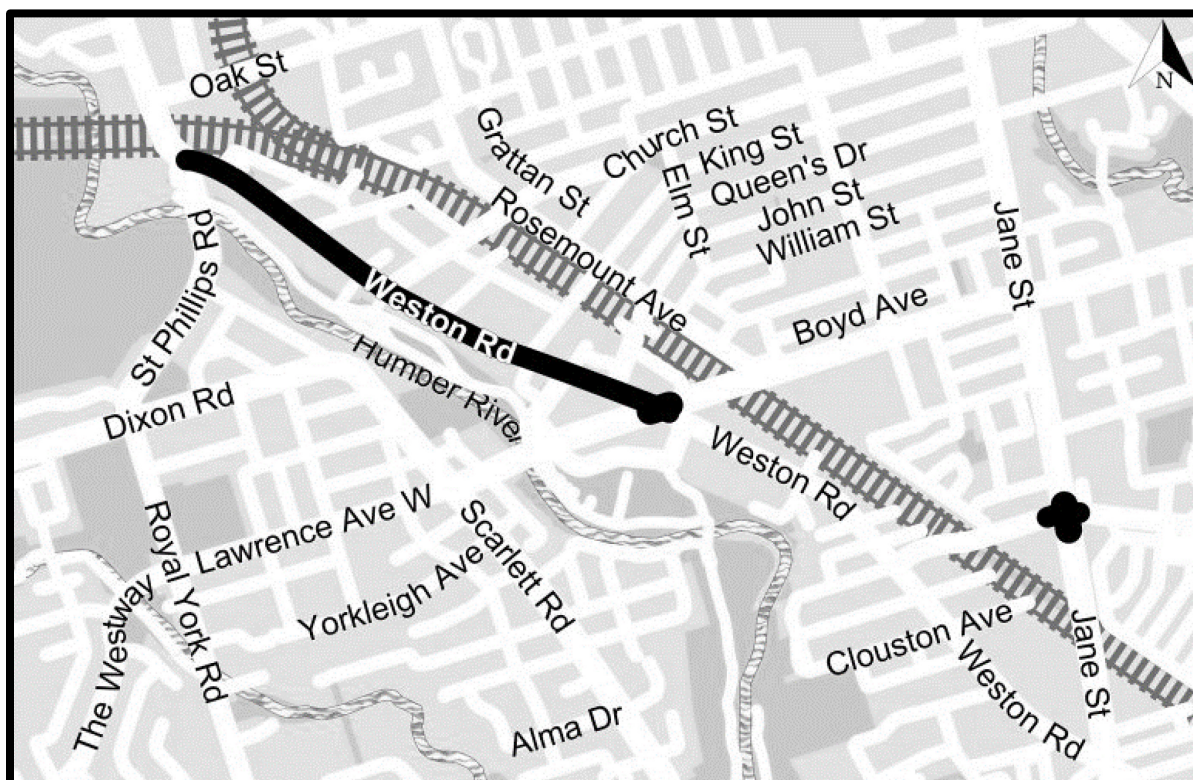 Oak St
N
Grattan St
Church St
King St
Elm St
Queen's Dr
John St
William St
Rosemount Ave
Jane St
St Phillips Rd
Weston Rd
Boyd Ave
Humber River
Dixon Rd
Weston Rd
Royal York Rd
Lawrence Ave W
Scarlett Rd
Yorkleigh Ave
The Westway
Clouston Ave
Jane St
Weston Rd
Alma Dr